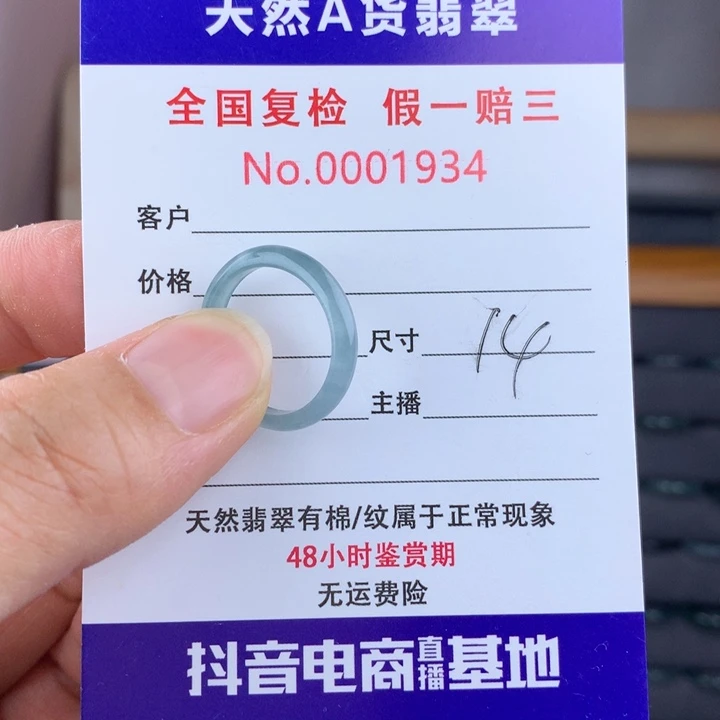 天然A货翡翠
全国复检 假一赔三
No.0001934
客户
价格
尺寸 14
主播
天然翡翠有棉/纹属于正常现象
48小时鉴赏期
无运费险
抖音电商直播基地